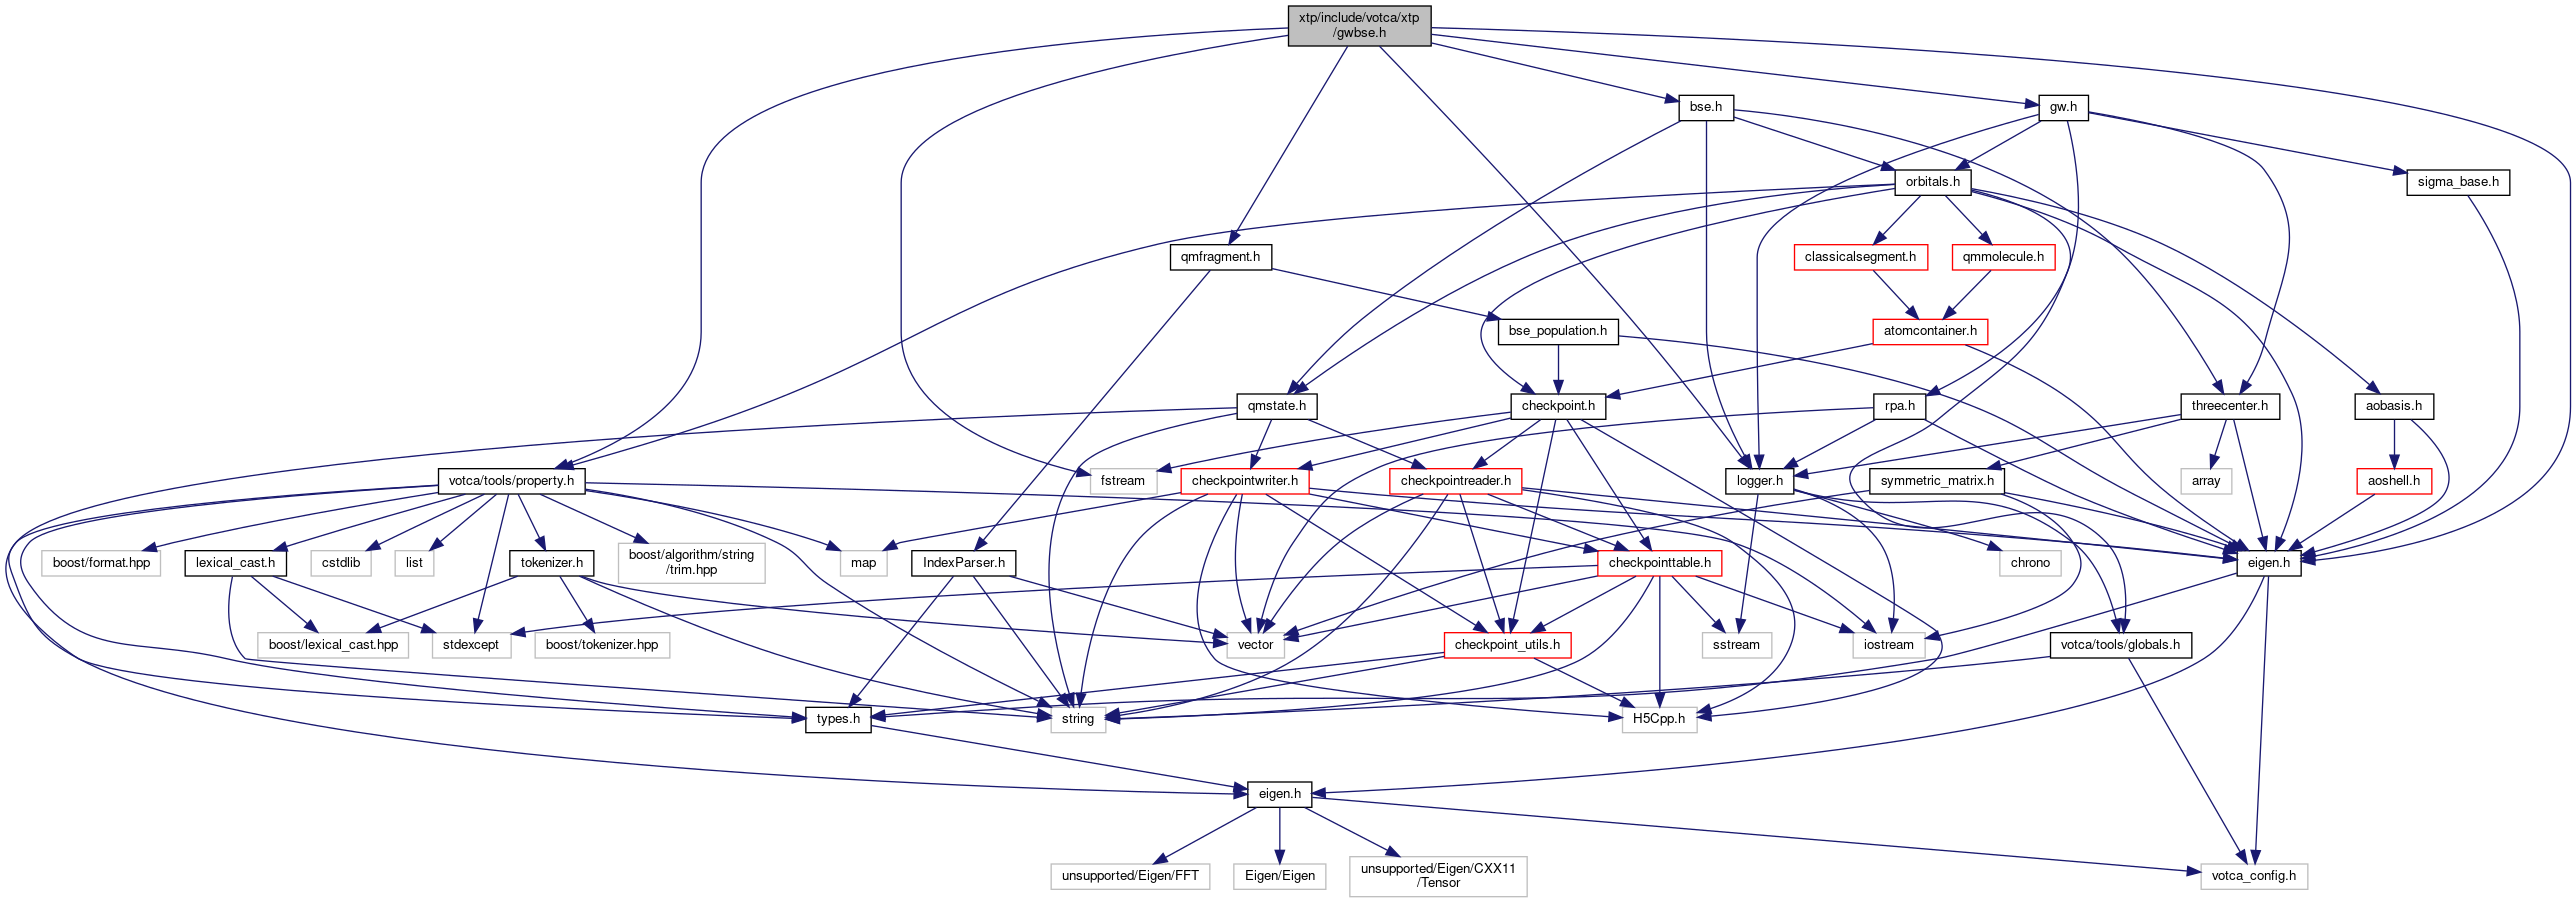 xtp/include/votca/xtp
/gwbse.h
bse.h
gw.h
orbitals.h
sigma_base.h
qmfragment.h
classicalsegment.h
qmmolecule.h
bse_population.h
atomcontainer.h
qmstate.h
checkpoint.h
rpa.h
threecenter.h
aobasis.h
votca/tools/property.h
fstream
checkpointwriter.h
checkpointreader.h
logger.h
symmetric_matrix.h
array
aoshell.h
boost/format.hpp
lexical_cast.h
cstdlib
list
tokenizer.h
boost/algorithm/string
/trim.hpp
map
IndexParser.h
checkpointtable.h
chrono
eigen.h
boost/lexical_cast.hpp
stdexcept
boost/tokenizer.hpp
vector
checkpoint_utils.h
sstream
iostream
votca/tools/globals.h
types.h
string
H5Cpp.h
eigen.h
unsupported/Eigen/FFT
Eigen/Eigen
unsupported/Eigen/CXX11
/Tensor
votca_config.h